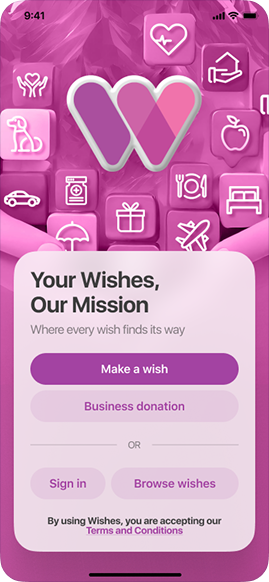 9:41
Your Wishes,
Our Mission
Where every wish finds its way
Make a wish
Business donation
OR
Sign in
Browse wishes
By using Wishes, you are accepting our
Terms and Conditions